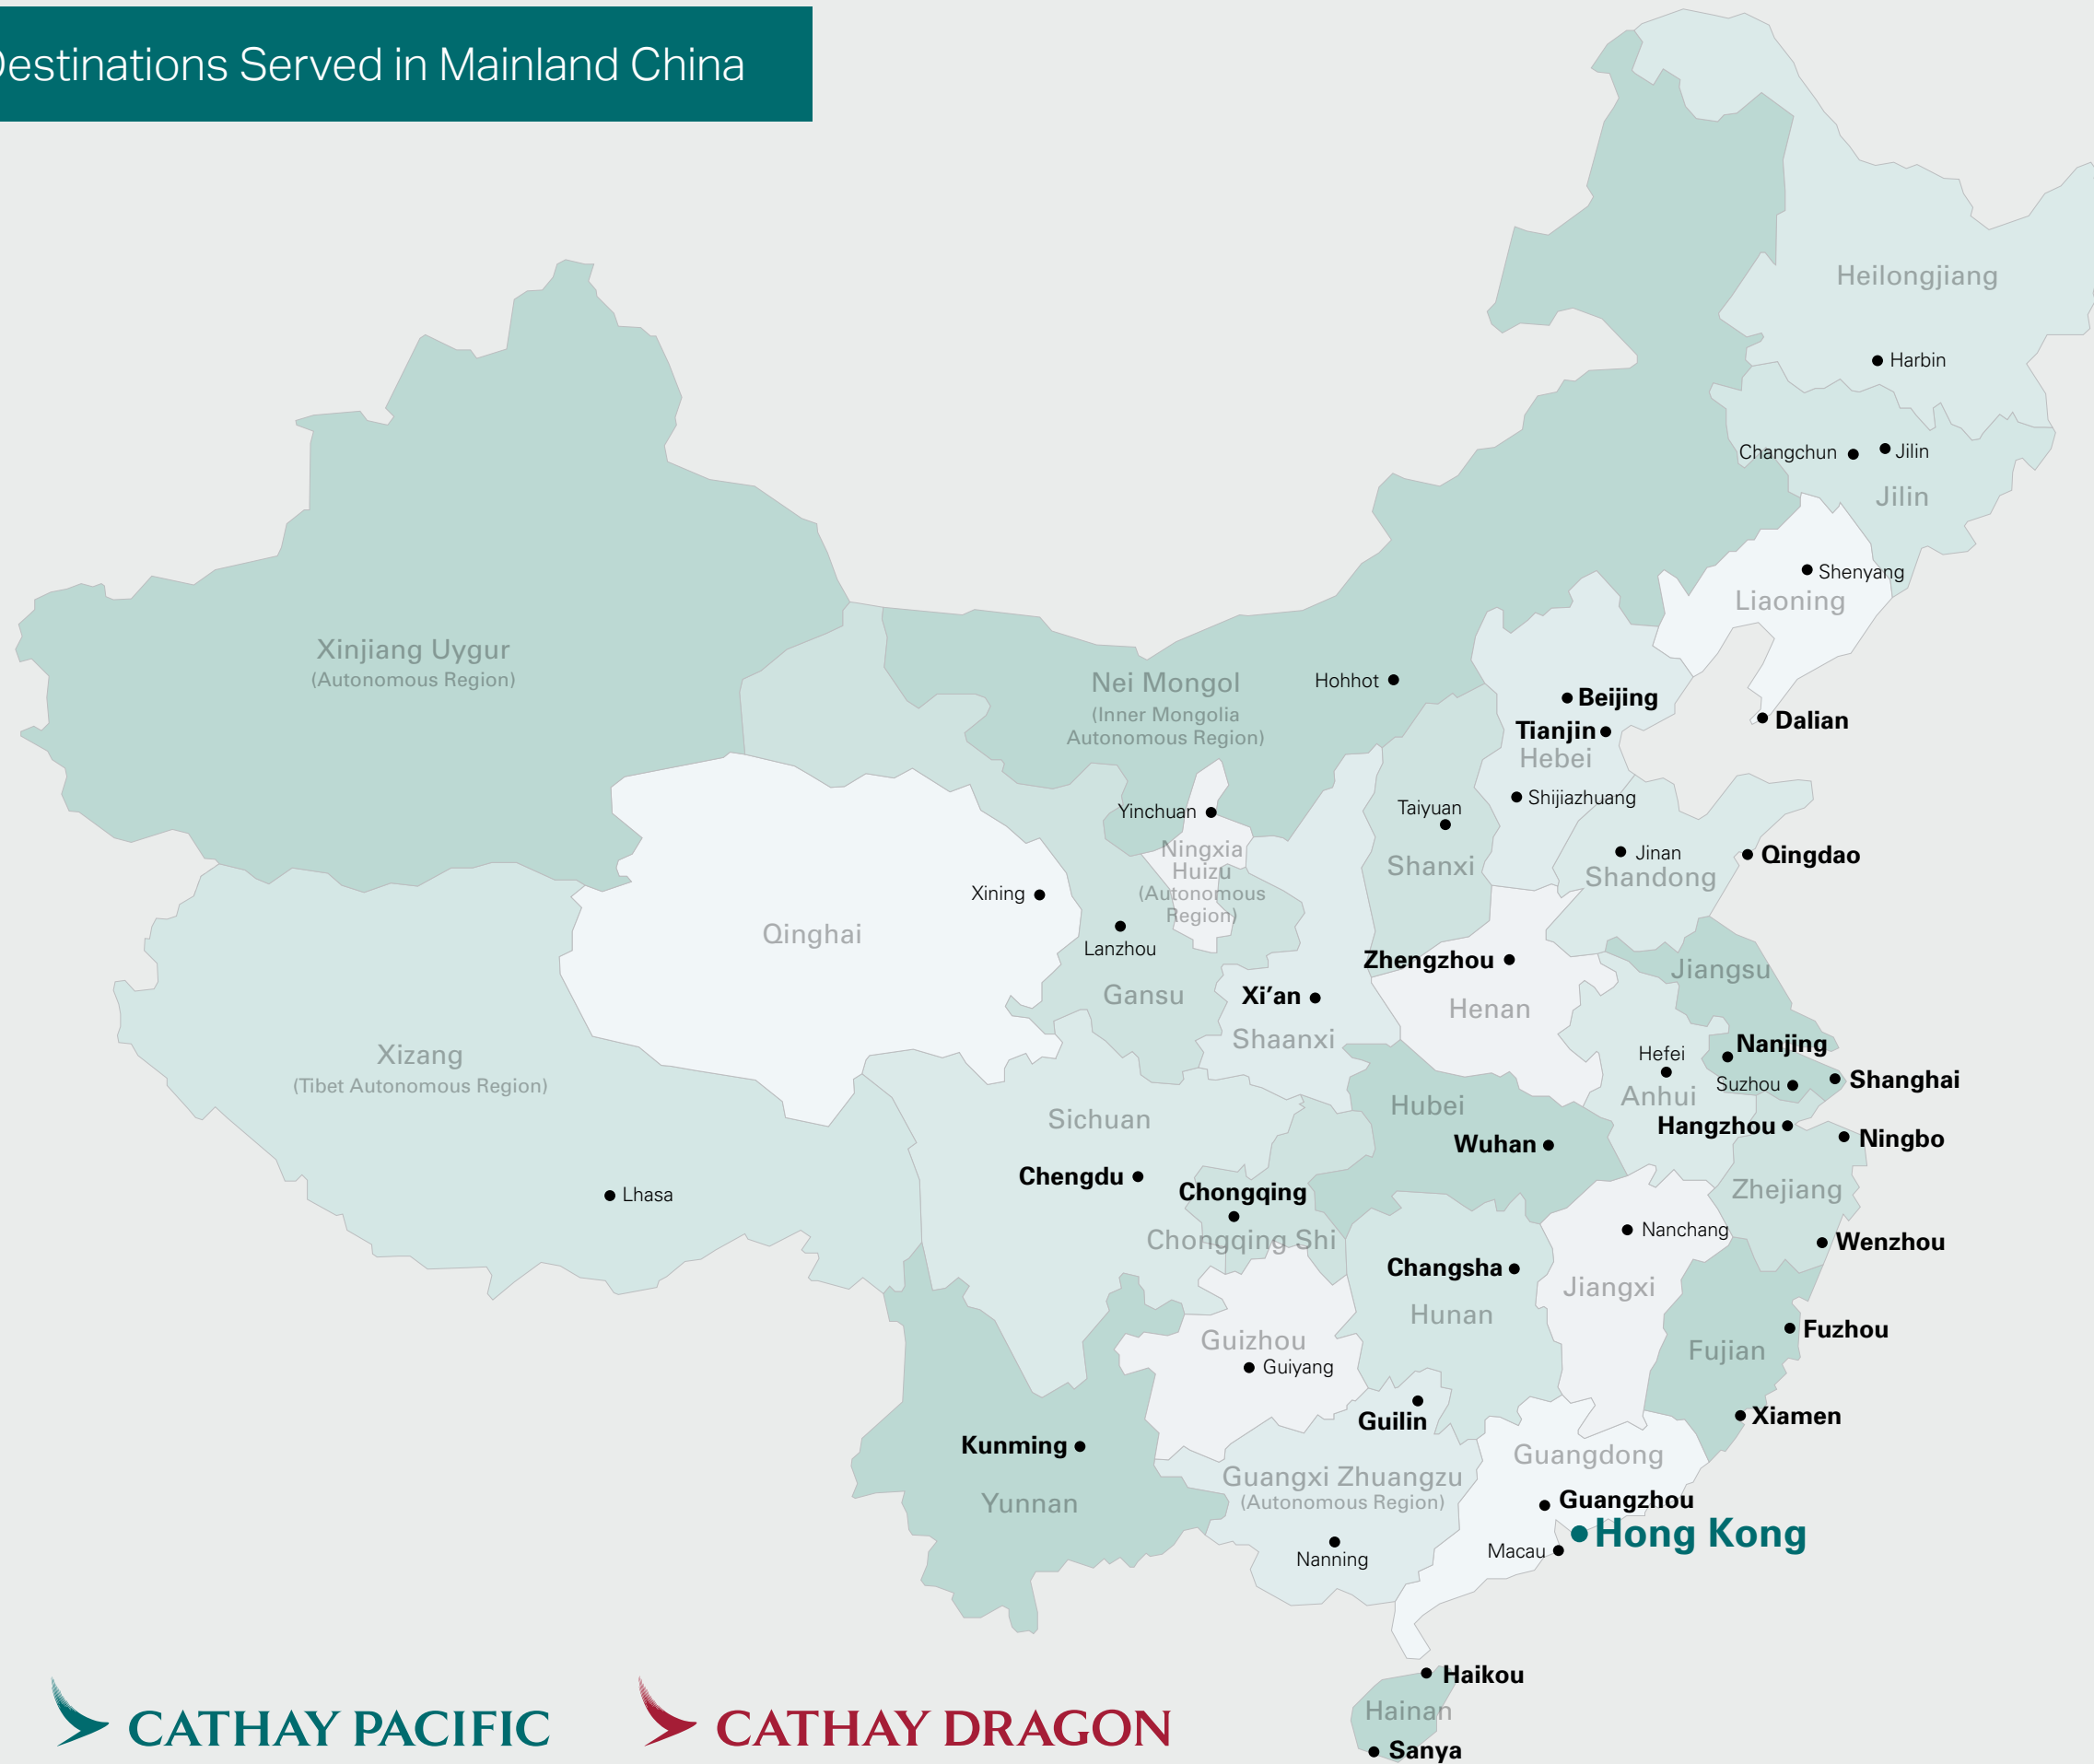 Destinations Served in Mainland China
Heilongjiang
Harbin
Changchun
Jilin
Jilin
Shenyang
Liaoning
Xinjiang Uygur
(Autonomous Region)
Nei Mongol
(Inner Mongolia
Autonomous Region)
Hohhot
Beijing
Tianjin
Hebei
Dalian
Shijiazhuang
Taiyuan
Shanxi
Yinchuan
Ningxia
Huizu
(Autonomous
Region)
Jinan
Shandong
Qingdao
Xining
Qinghai
Lanzhou
Gansu
Zhengzhou
Henan
Xi’an
Shaanxi
Jiangsu
Nanjing
Hefei
Anhui
Suzhou
Shanghai
Xizang
(Tibet Autonomous Region)
Lhasa
Sichuan
Chengdu
Hubei
Wuhan
Hangzhou
Ningbo
Zhejiang
Chongqing
Chongqing Shi
Nanchang
Wenzhou
Changsha
Hunan
Jiangxi
Guizhou
Guiyang
Fuzhou
Fujian
Xiamen
Guilin
Kunming
Yunnan
Guangxi Zhuangzu
(Autonomous Region)
Nanning
Guangdong
Guangzhou
Hong Kong
Macau
Haikou
Hainan
Sanya
CATHAY PACIFIC
CATHAY DRAGON